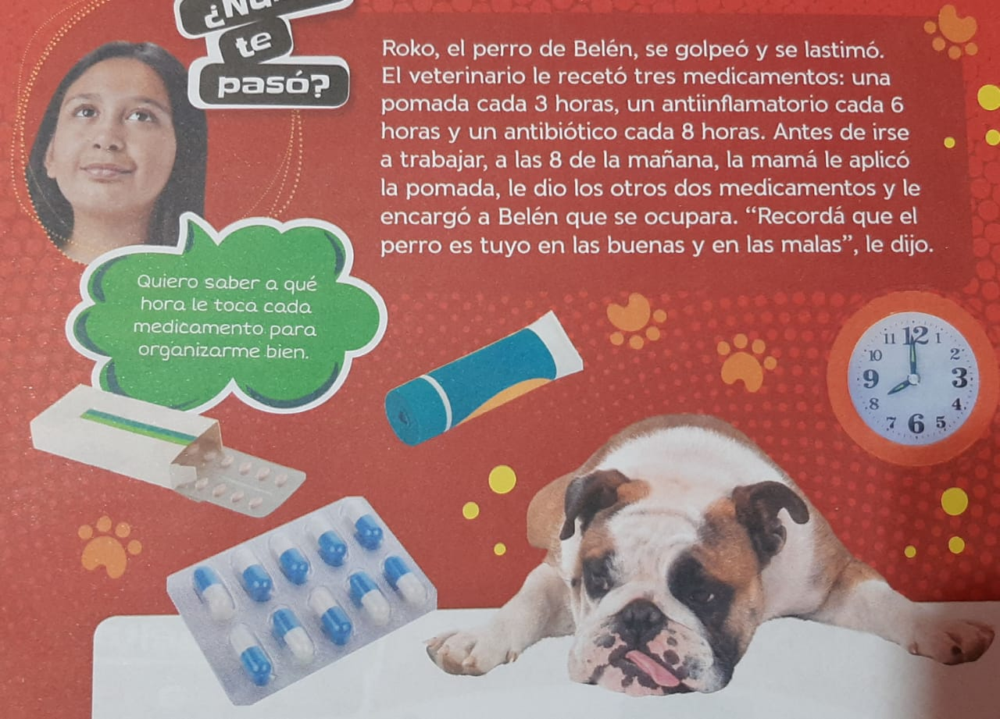 te
pasó?
Roko, el perro de Belén, se golpeó y se lastimó.
El veterinario le recetó tres medicamentos: una
pomada cada 3 horas, un antiinflamatorio cada 6
horas y un antibiótico cada 8 horas. Antes de irse
a trabajar, a las 8 de la mañana, la mamá le aplicó
la pomada, le dio los otros dos medicamentos y le
encargó a Belén que se ocupara. “Recordá que el
perro es tuyo en las buenas y en las malas”, le dijo.
Quiero saber a qué
hora le toca cada
medicamento para
organizarme bien.
11 12 1
10 2
9 3
8 4
7 6 5